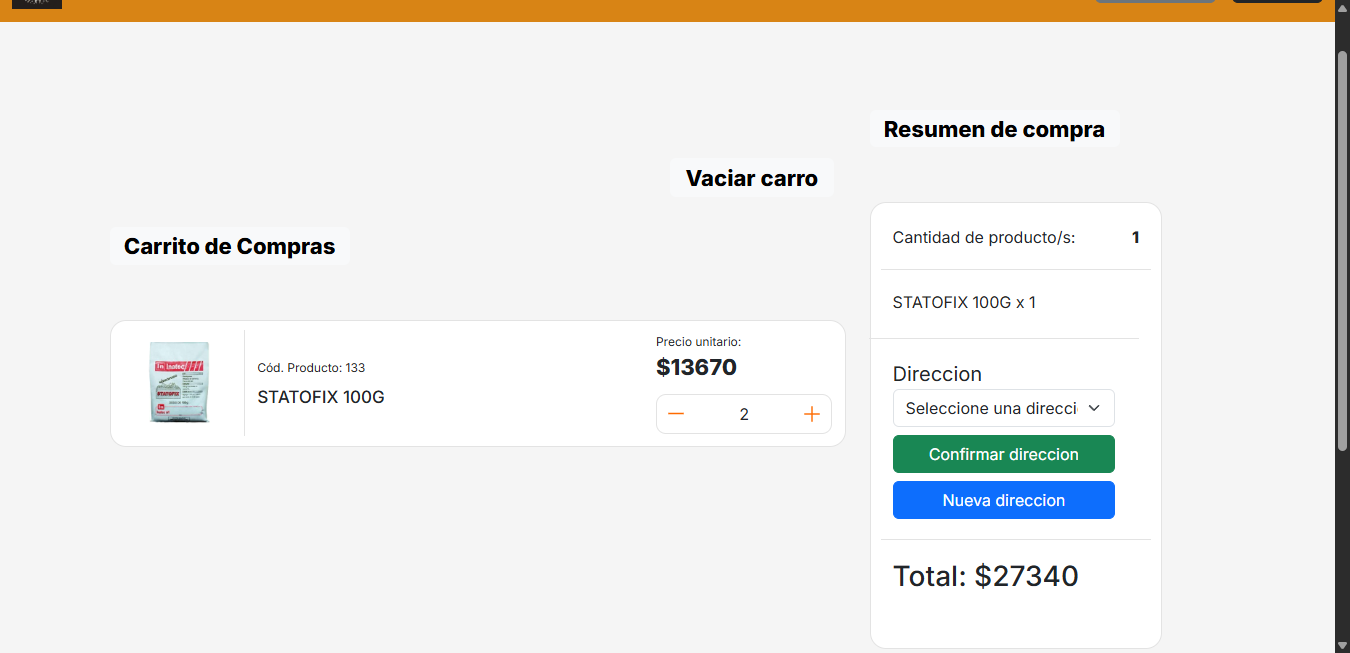 Resumen de compra
Vaciar carro
Carrito de Compras
Cantidad de producto/s: 1
STATOFIX 100G x 1
Precio unitario:
$13670
Cód. Producto: 133
STATOFIX 100G
2
STATOFIX
Direccion
Seleccione una direcci
Confirmar direccion
Nueva direccion
Total: $27340